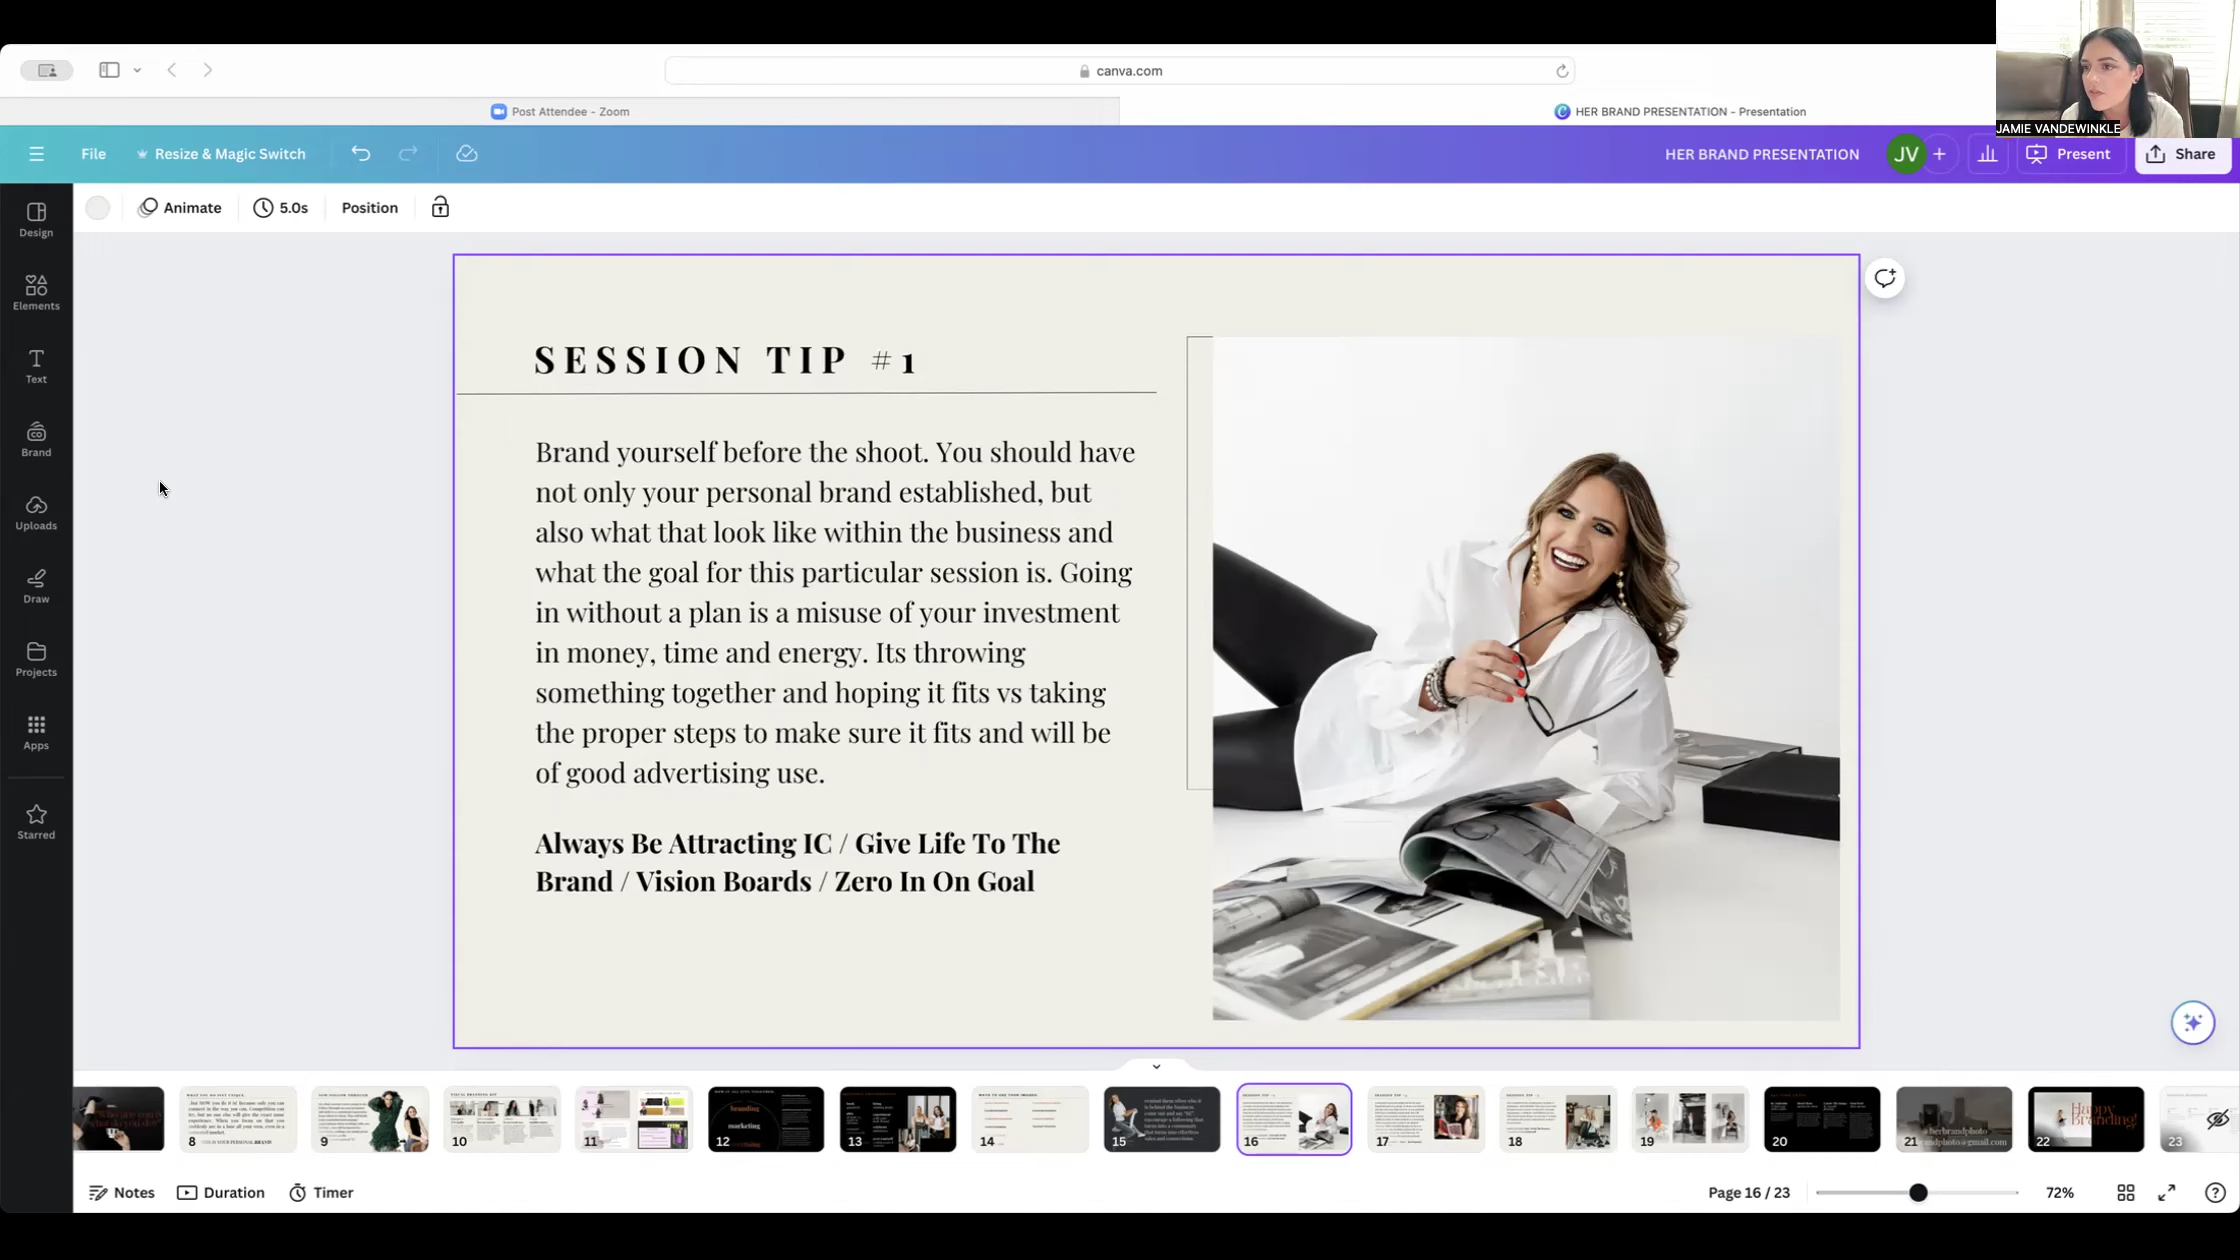 canva.com
Post Attendee - Zoom
HER BRAND PRESENTATION - Presentation
JAMIE VANDEWINKLE
File
Resize & Magic Switch
HER BRAND PRESENTATION
JV
Present
Share
Animate
5.0s
Position
Design
Elements
Text
Brand
Uploads
Draw
Projects
Apps
Starred
SESSION TIP #1
Brand yourself before the shoot. You should have
not only your personal brand established, but
also what that look like within the business and
what the goal for this particular session is. Going
in without a plan is a misuse of your investment
in money, time and energy. Its throwing
something together and hoping it fits vs taking
the proper steps to make sure it fits and will be
of good advertising use.
Always Be Attracting IC / Give Life To The
Brand / Vision Boards / Zero In On Goal
8
9
10
11
12
branding
marketing
13
14
15
16
17
18
19
20
21
22
Happy
Branding!
23
Notes
Duration
Timer
Page 16 / 23
72%